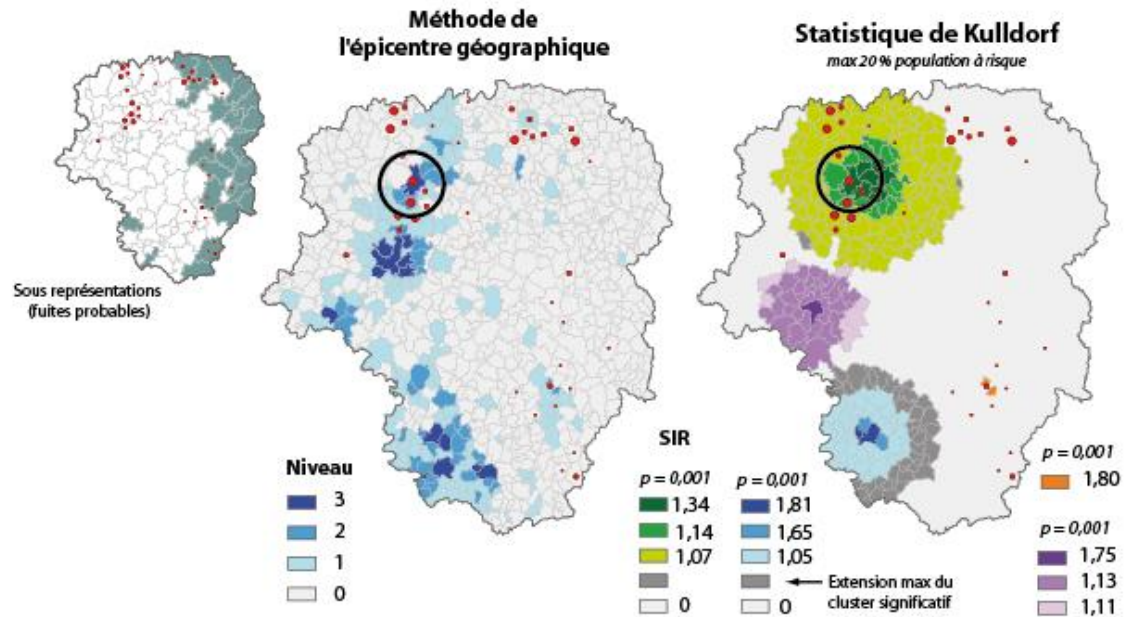 Méthode de
l'épicentre géographique
Statistique de Kulldorf
max 20 % population à risque
Sous représentations
(fuites probables)
Niveau
3
2
1
0
SIR
p = 0,001
1,34
1,14
1,07
0
p = 0,001
1,81
1,65
1,05
Extension max du
cluster significatif
0
p = 0,001
1,80
p = 0,001
1,75
1,13
1,11